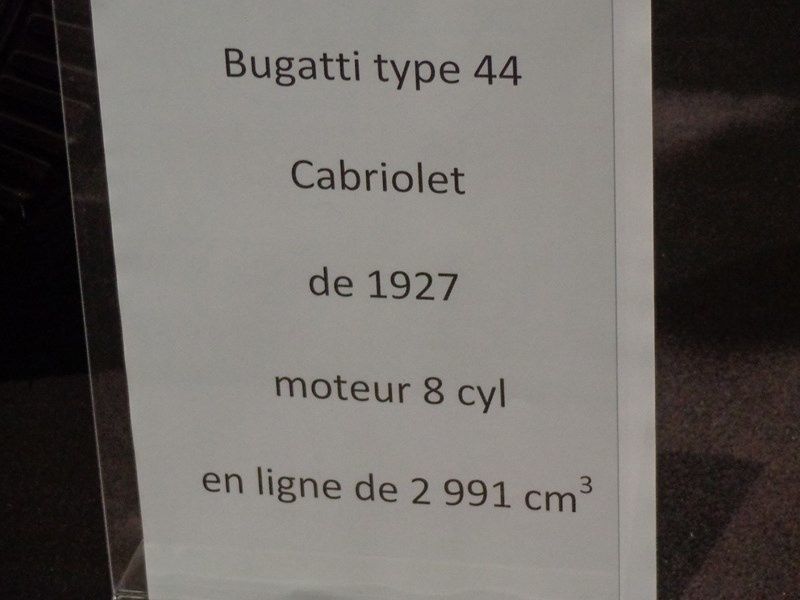 Bugatti type 44
Cabriolet
de 1927
moteur 8 cyl
en ligne de 2 991 cm³